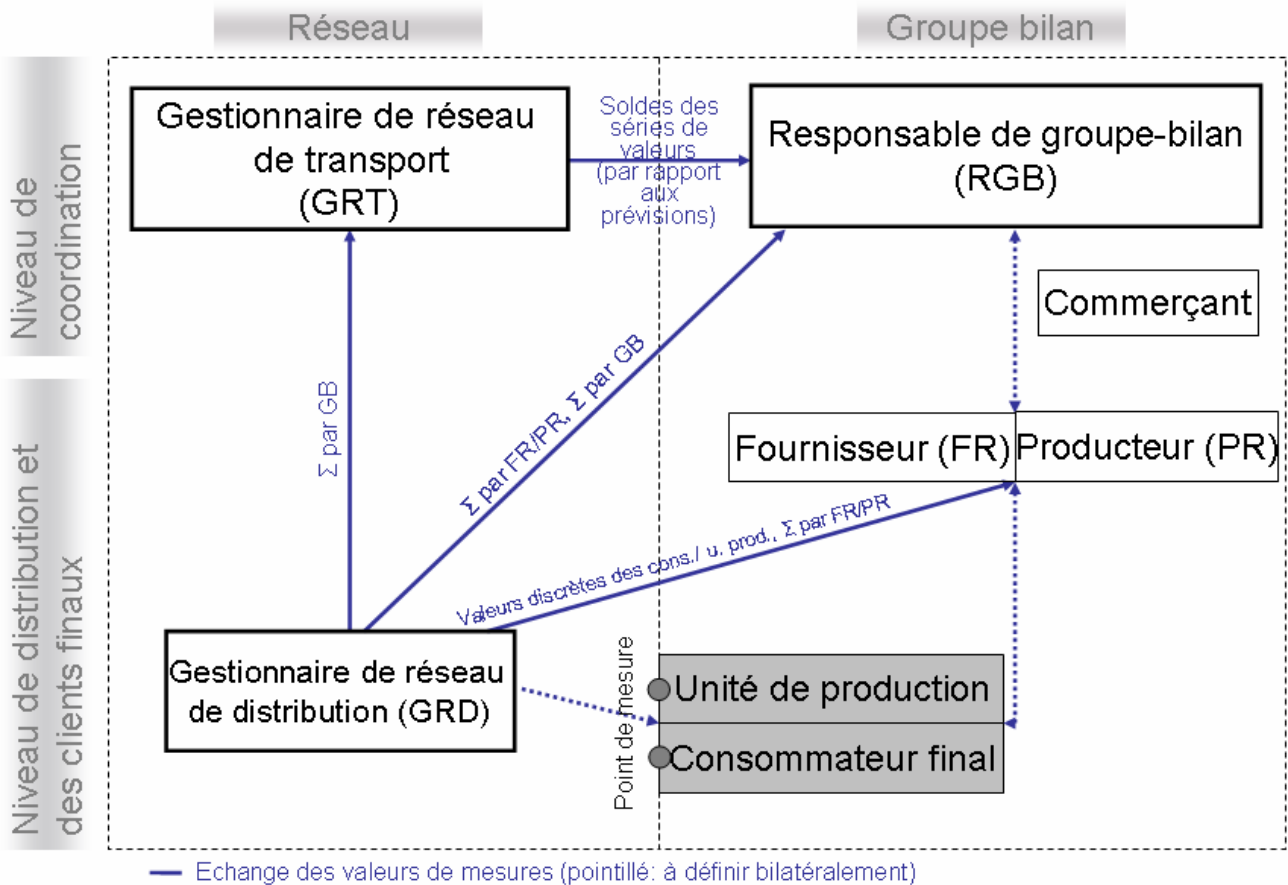 Réseau
Groupe bilan
Niveau de
coordination
Gestionnaire de réseau
de transport
(GRT)
Soldes des
séries de
valeurs
(par rapport
aux
prévisions)
Responsable de groupe-bilan
(RGB)
Commerçant
Σ par GB
Σ par FR/PR, Σ par GB
Fournisseur (FR)
Producteur (PR)
Valeurs discrètes des cons./ u. prod., Σ par FR/PR
Niveau de distribution et
des clients finaux
Gestionnaire de réseau
de distribution (GRD)
Point de mesure
Unité de production
Consommateur final
Echange des valeurs de mesures (pointillé: à définir bilatéralement)